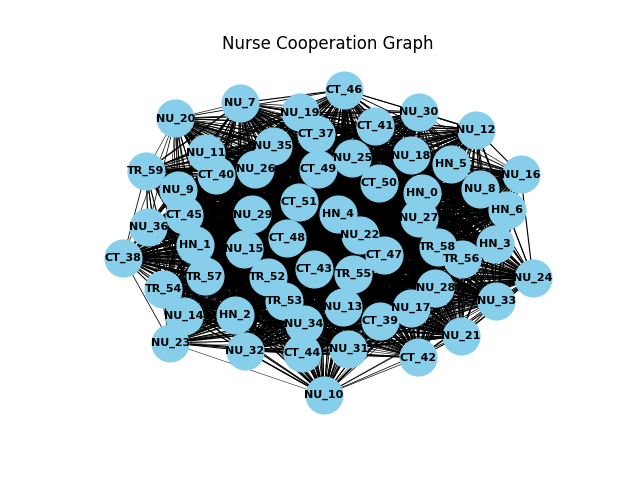 Nurse Cooperation Graph
CT_46
NU_7
NU_19
NU_30
NU_20
CT_37
CT_41
NU_12
NU_35
NU_11
NU_25
NU_18
HN_5
TR_59
CT_40
NU_26
CT_49
CT_50
NU_16
NU_9
HN_0
NU_8
CT_51
HN_6
CT_45
NU_29
HN_4
NU_27
NU_36
CT_48
NU_22
HN_1
NU_15
TR_58
HN_3
CT_38
CT_47
TR_56
CT_43
TR_57
TR_52
TR_55
NU_24
TR_54
NU_28
TR_53
NU_33
NU_14
HN_2
NU_13
NU_17
NU_34
CT_39
NU_21
NU_23
NU_32
CT_44
NU_31
CT_42
NU_10